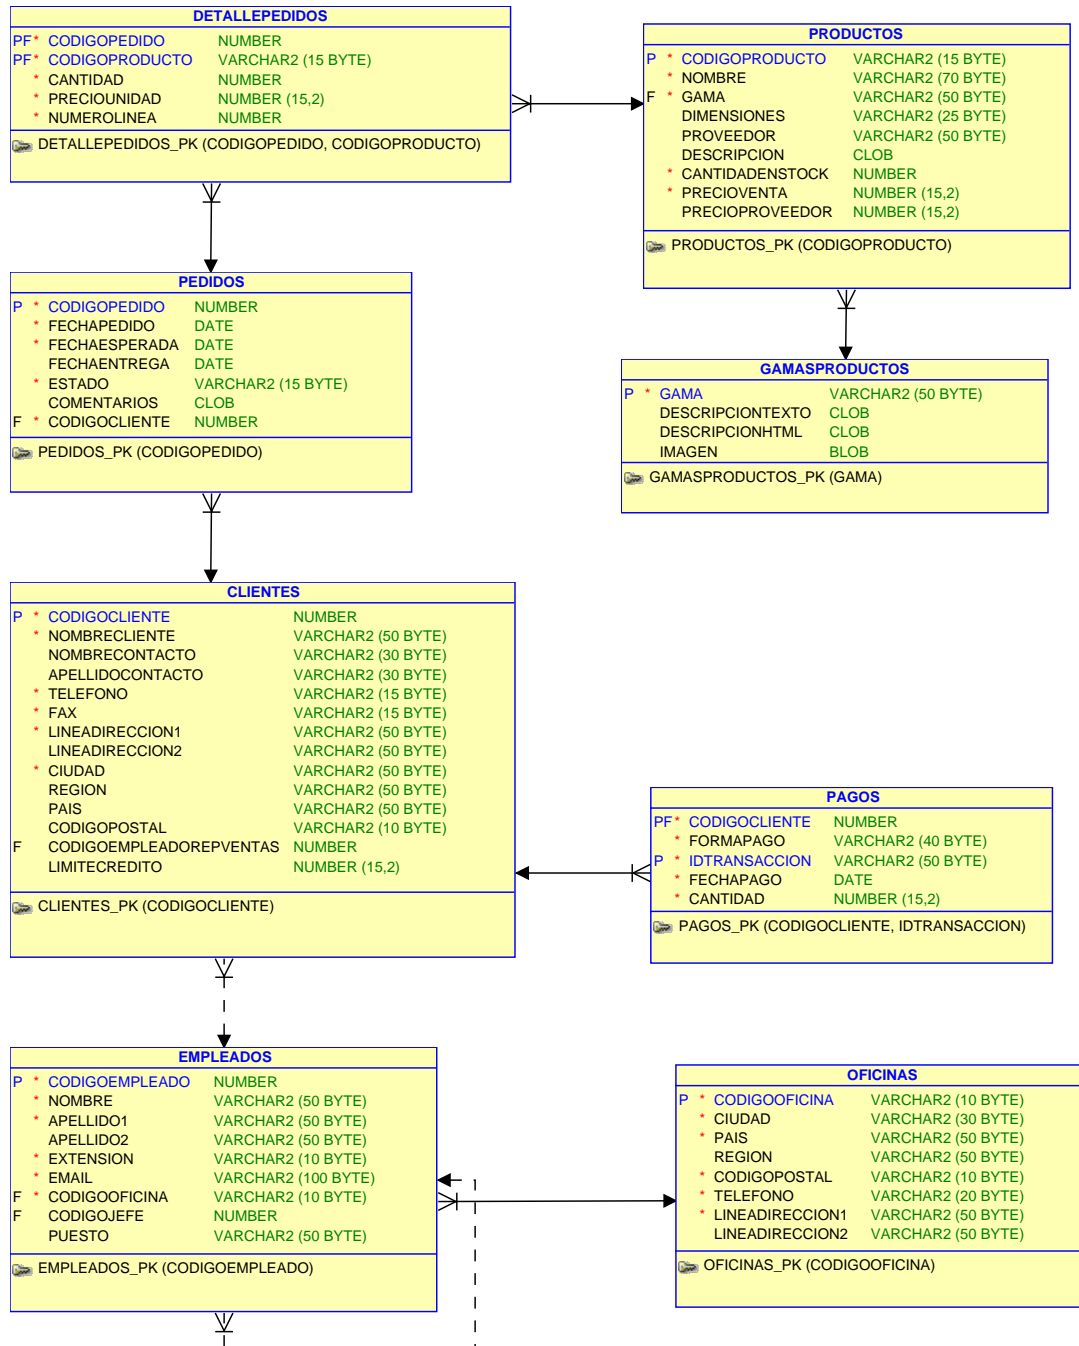 DETALLEPEDIDOS
PF* CODIGOPEDIDO NUMBER
PF* CODIGOPRODUCTO VARCHAR2 (15 BYTE)
* CANTIDAD NUMBER
* PRECIOUNIDAD NUMBER (15,2)
* NUMEROLINEA NUMBER
DETALLEPEDIDOS_PK (CODIGOPEDIDO, CODIGOPRODUCTO)
PRODUCTOS
P * CODIGOPRODUCTO VARCHAR2 (15 BYTE)
* NOMBRE VARCHAR2 (70 BYTE)
F * GAMA VARCHAR2 (50 BYTE)
DIMENSIONES VARCHAR2 (25 BYTE)
PROVEEDOR VARCHAR2 (50 BYTE)
DESCRIPCION CLOB
* CANTIDADENSTOCK NUMBER
* PRECIOVENTA NUMBER (15,2)
PRECIOPROVEEDOR NUMBER (15,2)
PRODUCTOS_PK (CODIGOPRODUCTO)
PEDIDOS
P * CODIGOPEDIDO NUMBER
* FECHAPEDIDO DATE
* FECHAESPERADA DATE
FECHAENTREGA DATE
* ESTADO VARCHAR2 (15 BYTE)
COMENTARIOS CLOB
F * CODIGOCLIENTE NUMBER
PEDIDOS_PK (CODIGOPEDIDO)
GAMASPRODUCTOS
P * GAMA VARCHAR2 (50 BYTE)
DESCRIPCIONTEXTO CLOB
DESCRIPCIONHTML CLOB
IMAGEN BLOB
GAMASPRODUCTOS_PK (GAMA)
CLIENTES
P * CODIGOCLIENTE NUMBER
* NOMBRECLIENTE VARCHAR2 (50 BYTE)
NOMBRECONTACTO VARCHAR2 (30 BYTE)
APELLIDOCONTACTO VARCHAR2 (30 BYTE)
* TELEFONO VARCHAR2 (15 BYTE)
* FAX VARCHAR2 (15 BYTE)
* LINEADIRECCION1 VARCHAR2 (50 BYTE)
LINEADIRECCION2 VARCHAR2 (50 BYTE)
* CIUDAD VARCHAR2 (50 BYTE)
REGION VARCHAR2 (50 BYTE)
PAIS VARCHAR2 (50 BYTE)
CODIGOPOSTAL VARCHAR2 (10 BYTE)
F CODIGOEMPLEADOREPVENTAS NUMBER
LIMITECREDITO NUMBER (15,2)
CLIENTES_PK (CODIGOCLIENTE)
PAGOS
PF* CODIGOCLIENTE NUMBER
* FORMAPAGO VARCHAR2 (40 BYTE)
P * IDTRANSACCION VARCHAR2 (50 BYTE)
* FECHAPAGO DATE
* CANTIDAD NUMBER (15,2)
PAGOS_PK (CODIGOCLIENTE, IDTRANSACCION)
EMPLEADOS
P * CODIGOEMPLEADO NUMBER
* NOMBRE VARCHAR2 (50 BYTE)
* APELLIDO1 VARCHAR2 (50 BYTE)
APELLIDO2 VARCHAR2 (50 BYTE)
* EXTENSION VARCHAR2 (10 BYTE)
* EMAIL VARCHAR2 (100 BYTE)
F * CODIGOOFICINA VARCHAR2 (10 BYTE)
F CODIGOJEFE NUMBER
PUESTO VARCHAR2 (50 BYTE)
EMPLEADOS_PK (CODIGOEMPLEADO)
OFICINAS
P * CODIGOOFICINA VARCHAR2 (10 BYTE)
* CIUDAD VARCHAR2 (30 BYTE)
* PAIS VARCHAR2 (50 BYTE)
REGION VARCHAR2 (50 BYTE)
* CODIGOPOSTAL VARCHAR2 (10 BYTE)
* TELEFONO VARCHAR2 (20 BYTE)
* LINEADIRECCION1 VARCHAR2 (50 BYTE)
LINEADIRECCION2 VARCHAR2 (50 BYTE)
OFICINAS_PK (CODIGOOFICINA)